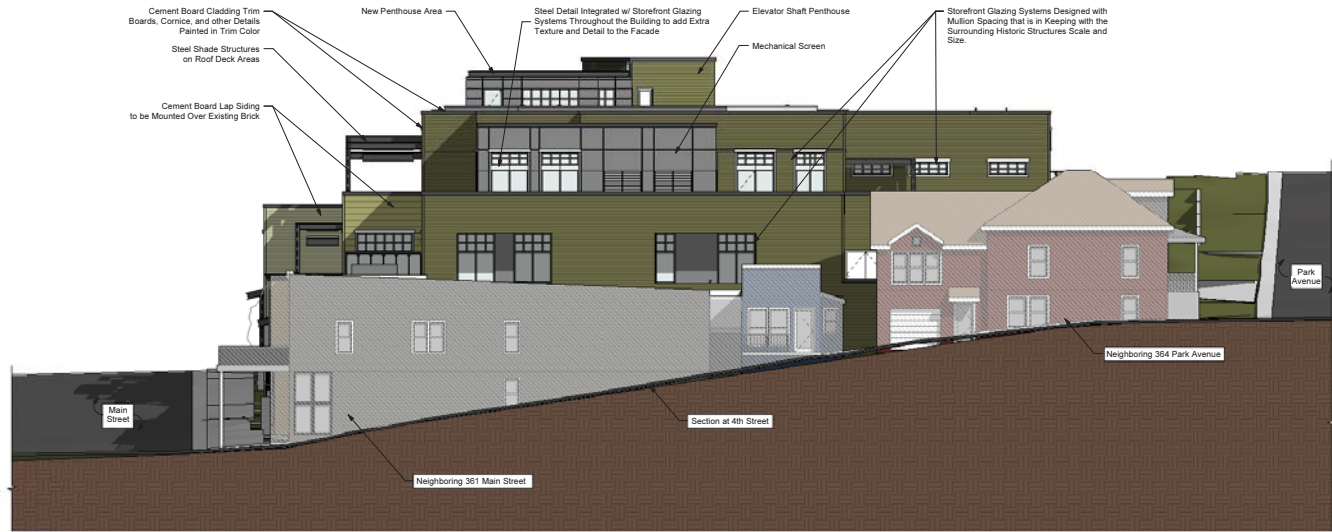 Cement Board Cladding Trim
Boards, Cornice, and other Details
Painted in Trim Color
Steel Shade Structures
on Roof Deck Areas
Cement Board Lap Siding
to be Mounted Over Existing Brick
New Penthouse Area
Steel Detail Integrated w/ Storefront Glazing
Systems Throughout the Building to add Extra
Texture and Detail to the Facade
Elevator Shaft Penthouse
Mechanical Screen
Storefront Glazing Systems Designed with
Mullion Spacing that is in Keeping with the
Surrounding Historic Structures Scale and
Size.
Park
Avenue
Neighboring 364 Park Avenue
Main
Street
Section at 4th Street
Neighboring 361 Main Street